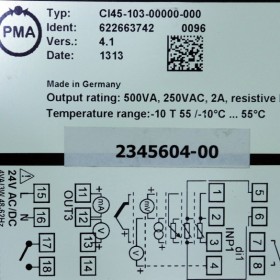 PMA
Typ: CI45-103-00000-000
Ident: 622663742 0096
Vers.: 4.1
Date: 1313
Made in Germany
Output rating: 500VA, 250VAC, 2A, resistive
Temperature range: -10 T 55 /-10°C ... 55°C
2345604-00
24V AC / DC
15
16
17
18
L
N
OUT3
11
12
13
14
mA
V
mA
V
INP1
di1
1
2
3
4
5
6
7
8